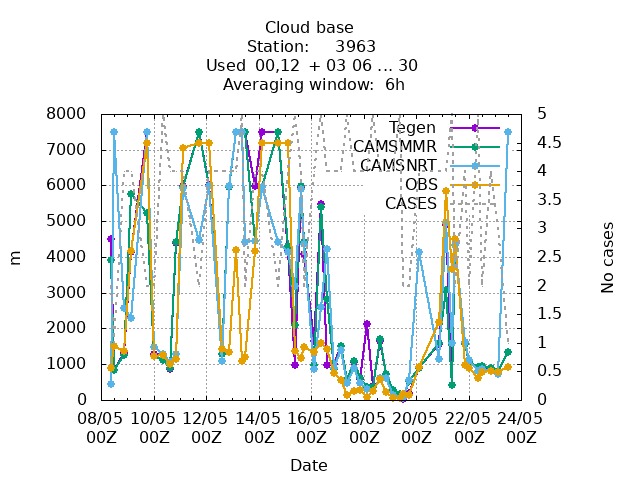 Cloud base
Station: 3963
Used 00,12 + 03 06 ... 30
Averaging window: 6h
8000
7000
6000
5000
4000
3000
2000
1000
0
m
5
4.5
4
3.5
3
2.5
2
1.5
1
0.5
0
No cases
Tegen
CAMSMMR
CAMSNRT
OBS
CASES
08/05 10/05 12/05 14/05 16/05 18/05 20/05 22/05 24/05
00Z 00Z 00Z 00Z 00Z 00Z 00Z 00Z 00Z
Date